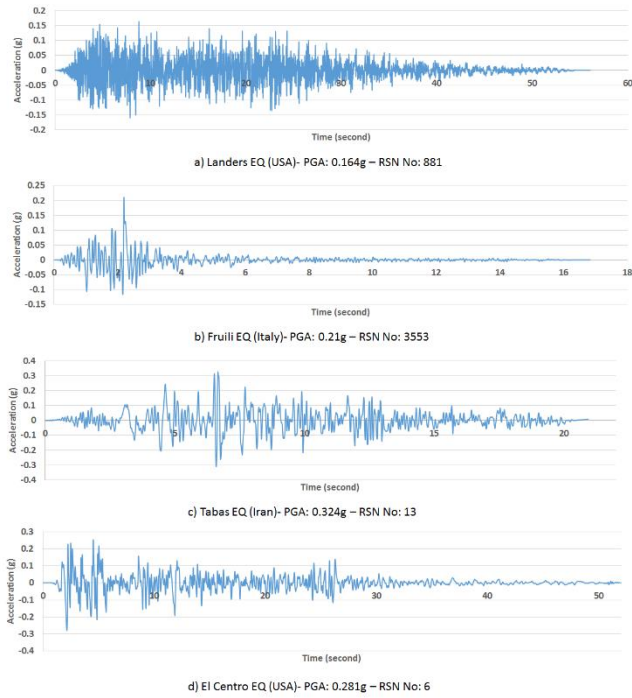 Acceleration (g)
0.2
0.15
0.1
0.05
0
-0.05
-0.1
-0.15
-0.2
0 10 20 30 40 50 60
Time (second)
a) Landers EQ (USA)- PGA: 0.164g – RSN No: 881
Acceleration (g)
0.25
0.2
0.15
0.1
0.05
0
-0.05
0.1
0.15
0 2 4 6 8 10 12 14 16 18
Time (second)
b) Fruili EQ (Italy)- PGA: 0.21g – RSN No: 3553
Acceleration (g)
0.4
0.3
0.2
0.1
0
-0.1
-0.2
-0.3
-0.4
0 5 10 15 20
Time (second)
c) Tabas EQ (Iran)- PGA: 0.324g – RSN No: 13
Acceleration (g)
0.3
0.2
0.1
0
-0.1
-0.2
-0.3
-0.4
0 10 20 30 40 50
Time (second)
d) El Centro EQ (USA)- PGA: 0.281g – RSN No: 6